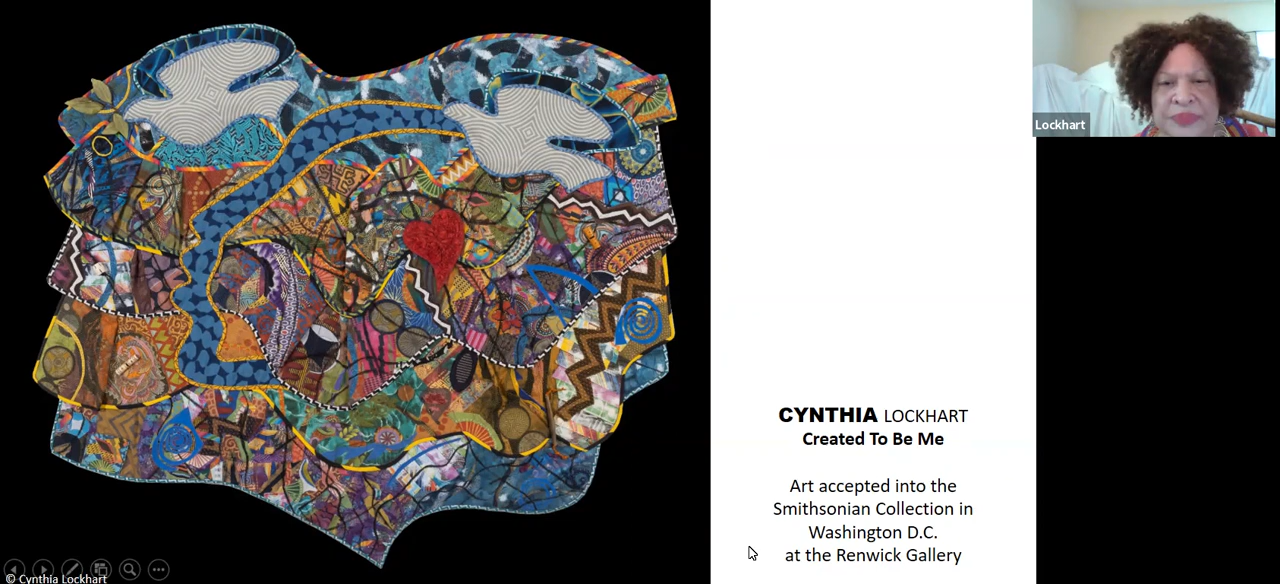 Lockhart
CYNTHIA LOCKHART
Created To Be Me
Art accepted into the
Smithsonian Collection in
Washington D.C.
at the Renwick Gallery
© Cynthia Lockhart